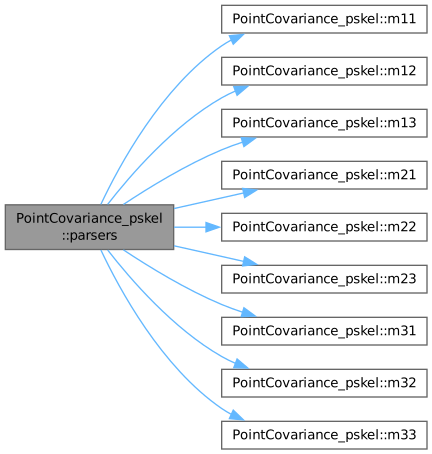 PointCovariance_pskel
::parsers
PointCovariance_pskel::m11
PointCovariance_pskel::m12
PointCovariance_pskel::m13
PointCovariance_pskel::m21
PointCovariance_pskel::m22
PointCovariance_pskel::m23
PointCovariance_pskel::m31
PointCovariance_pskel::m32
PointCovariance_pskel::m33